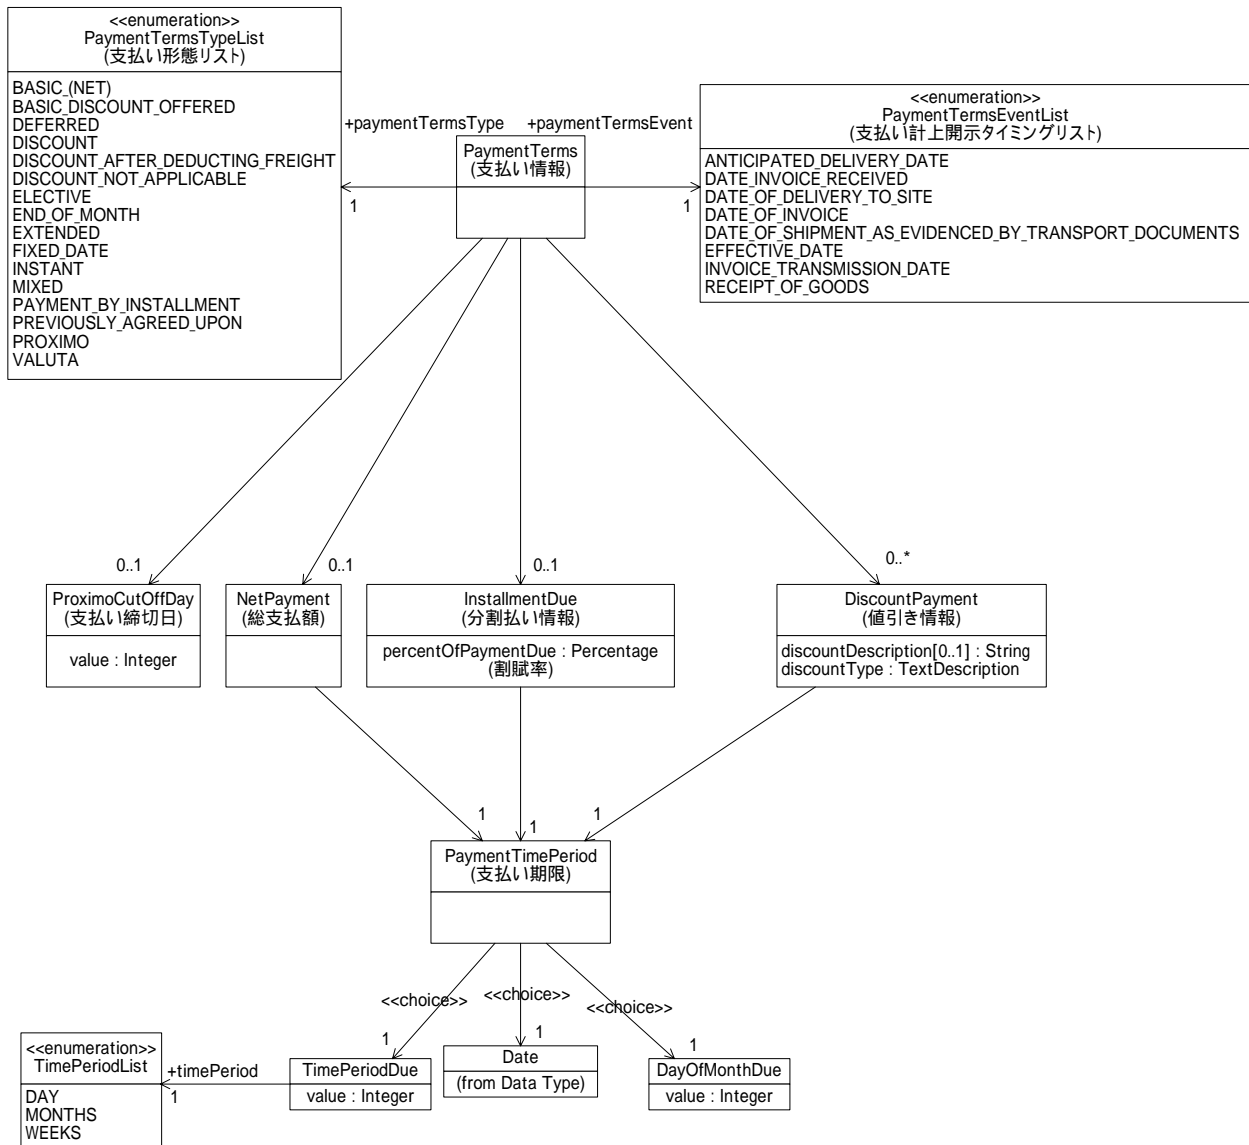 <<enumeration>>
PaymentTermsTypeList
(支払い形態リスト)
BASIC_(NET)
BASIC_DISCOUNT_OFFERED
DEFERRED
DISCOUNT
DISCOUNT_AFTER_DEDUCTING_FREIGHT
DISCOUNT_NOT_APPLICABLE
ELECTIVE
END_OF_MONTH
EXTENDED
FIXED_DATE
INSTANT
MIXED
PAYMENT_BY_INSTALLMENT
PREVIOUSLY_AGREED_UPON
PROXIMO
VALUTA
+paymentTermsType
1
PaymentTerms
(支払い情報)
+paymentTermsEvent
1
<<enumeration>>
PaymentTermsEventList
(支払い計上開示タイミングリスト)
ANTICIPATED_DELIVERY_DATE
DATE_INVOICE_RECEIVED
DATE_OF_DELIVERY_TO_SITE
DATE_OF_INVOICE
DATE_OF_SHIPMENT_AS_EVIDENCED_BY_TRANSPORT_DOCUMENTS
EFFECTIVE_DATE
INVOICE_TRANSMISSION_DATE
RECEIPT_OF_GOODS
0..1
ProximoCutOffDay
(支払い締切日)
value : Integer
0..1
NetPayment
(総支払額)
0..1
InstallmentDue
(分割払い情報)
percentOfPaymentDue : Percentage
(割賦率)
0..*
DiscountPayment
(値引き情報)
discountDescription[0..1] : String
discountType : TextDescription
1
1
1
PaymentTimePeriod
(支払い期限)
<<choice>>
<<choice>>
<<choice>>
1
1
1
<<enumeration>>
TimePeriodList
DAY
MONTHS
WEEKS
+timePeriod
1
TimePeriodDue
value : Integer
Date
(from Data Type)
DayOfMonthDue
value : Integer